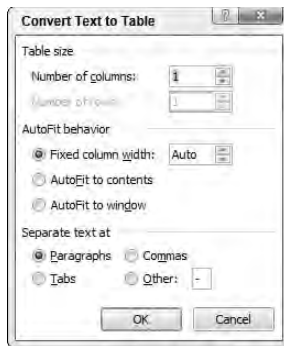 Convert Text to Table
Table size
Number of columns: 1
Number of rows: 1
AutoFit behavior
Fixed column width: Auto
AutoFit to contents
AutoFit to window
Separate text at
Paragraphs Commas
Tabs Other: -
OK Cancel